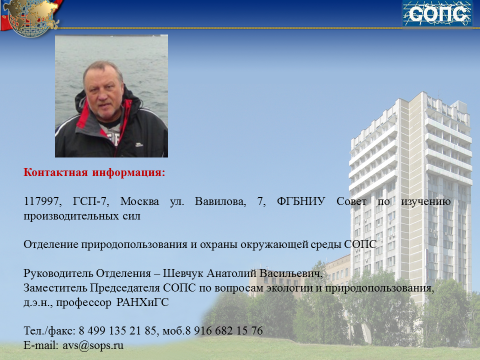 СОПС
Контактная информация:
117997, ГСП-7, Москва ул. Вавилова, 7, ФГБНИУ Совет по изучению
производительных сил
Отделение природопользования и охраны окружающей среды СОПС
Руководитель Отделения – Шевчук Анатолий Васильевич,
Заместитель Председателя СОПС по вопросам экологии и природопользования,
д.э.н., профессор РАНХиГС
Тел./факс: 8 499 135 21 85, моб.8 916 682 15 76
E-mail: avs@sops.ru